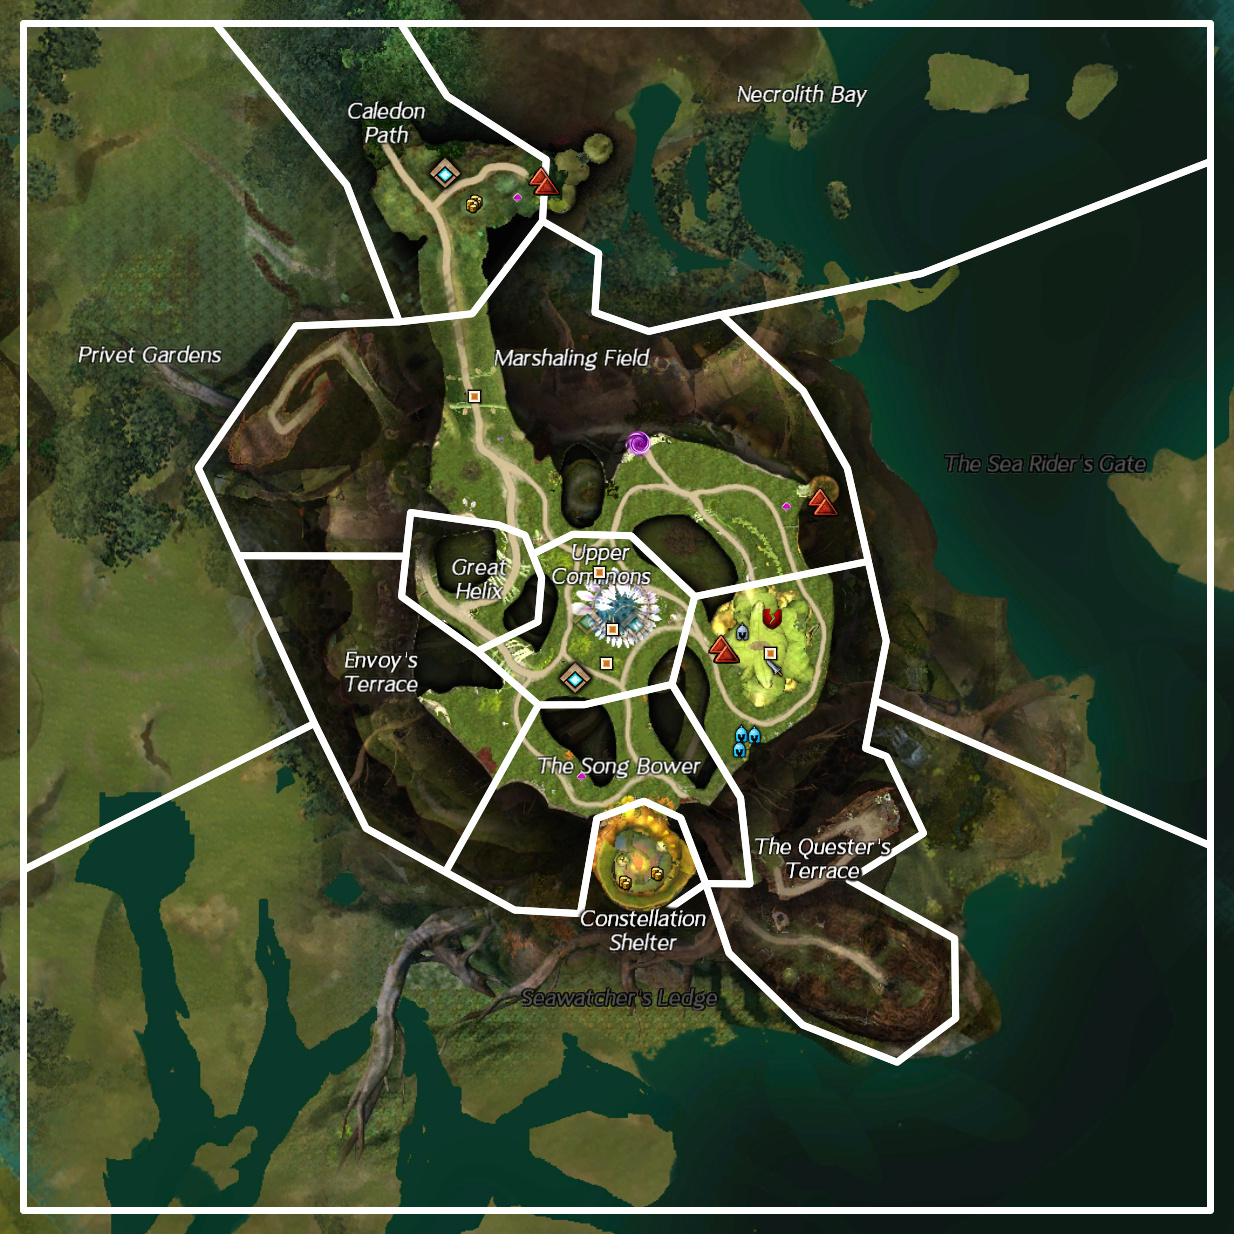 Necrolith Bay
Caledon
Path
Privet Gardens
Marshaling Field
The Sea Rider's Gate
Upper
Commons
Great
Helix
Envoy's
Terrace
The Song Bower
The Quester's
Terrace
Constellation
Shelter
Seawatcher's Ledge